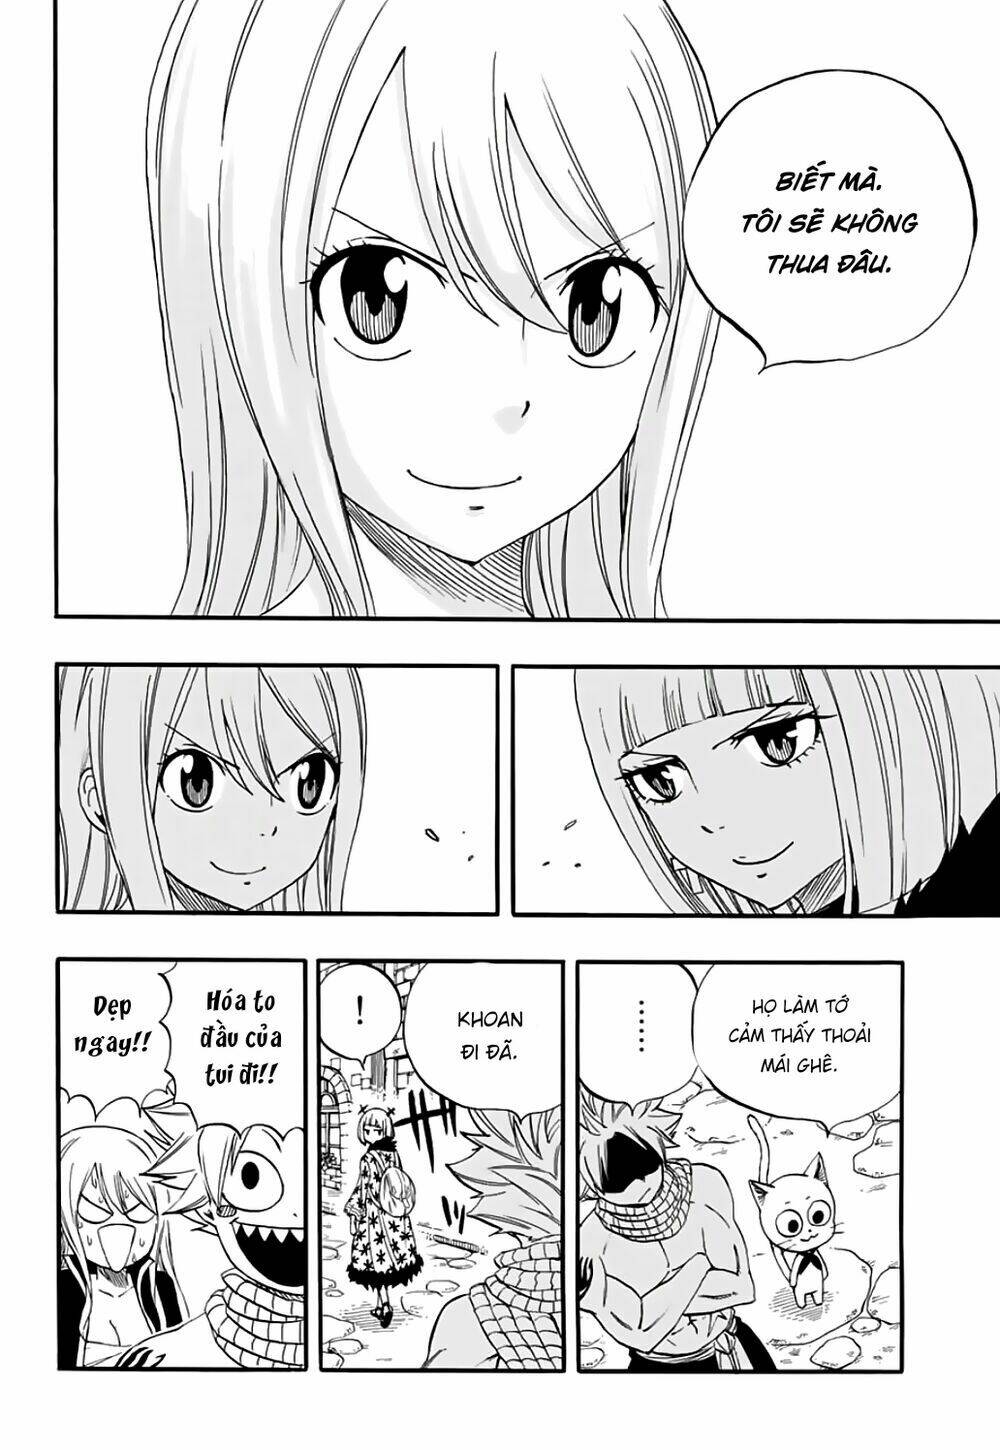 BIẾT MÀ.
TÔI SẼ KHÔNG
THUA ĐÂU.
HỌ LÀM TỚ
CẢM THẤY THOẢI
MÁI GHÊ.
......
KHOAN
ĐI ĐÃ.
!
Hóa to
đầu của
tui đi!!
Dẹp
ngay!!